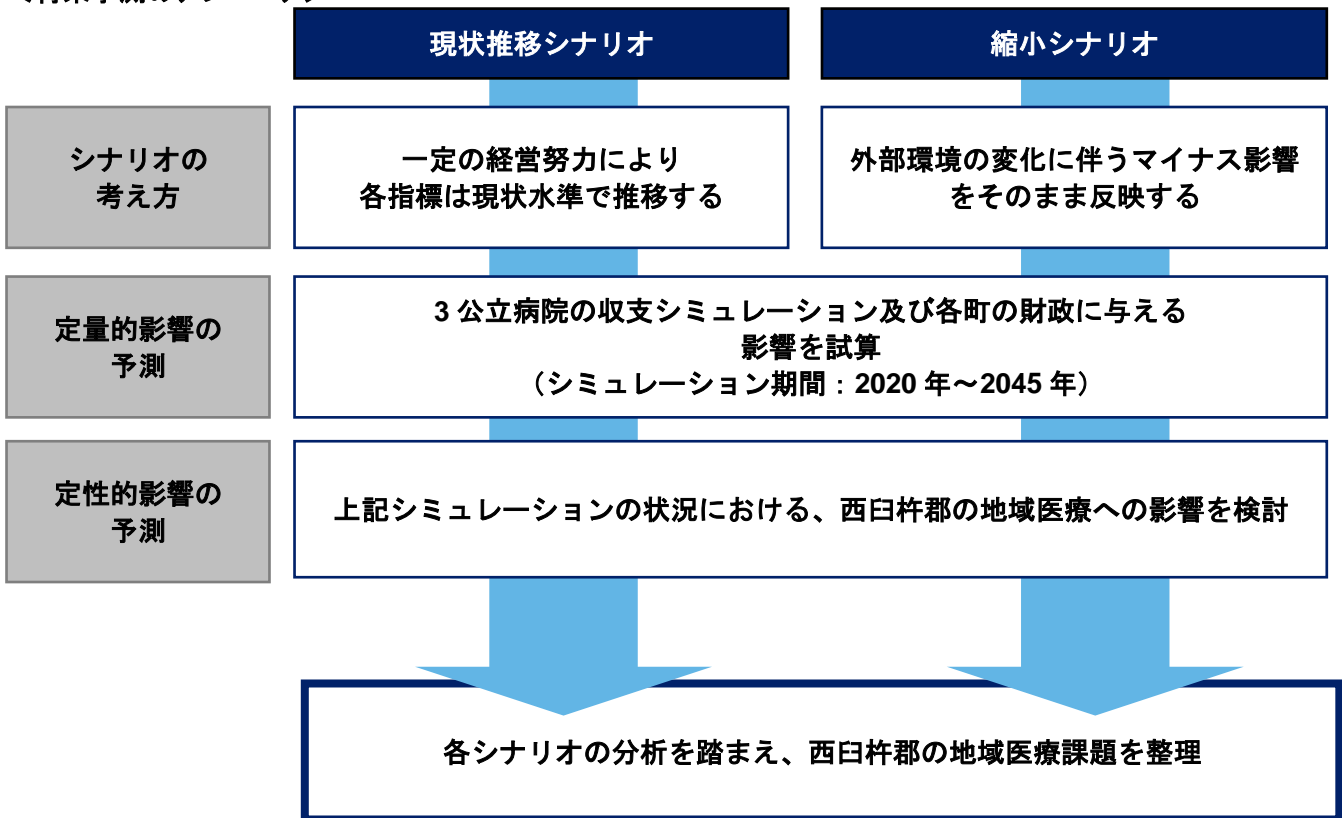 現状推移シナリオ
縮小シナリオ
シナリオの
考え方
一定の経営努力により
各指標は現状水準で推移する
外部環境の変化に伴うマイナス影響
をそのまま反映する
定量的影響の
予測
3 公立病院の収支シミュレーション及び各町の財政に与える
影響を試算
（シミュレーション期間：2020 年～2045 年）
定性的影響の
予測
上記シミュレーションの状況における、西臼杵郡の地域医療への影響を検討
各シナリオの分析を踏まえ、西臼杵郡の地域医療課題を整理